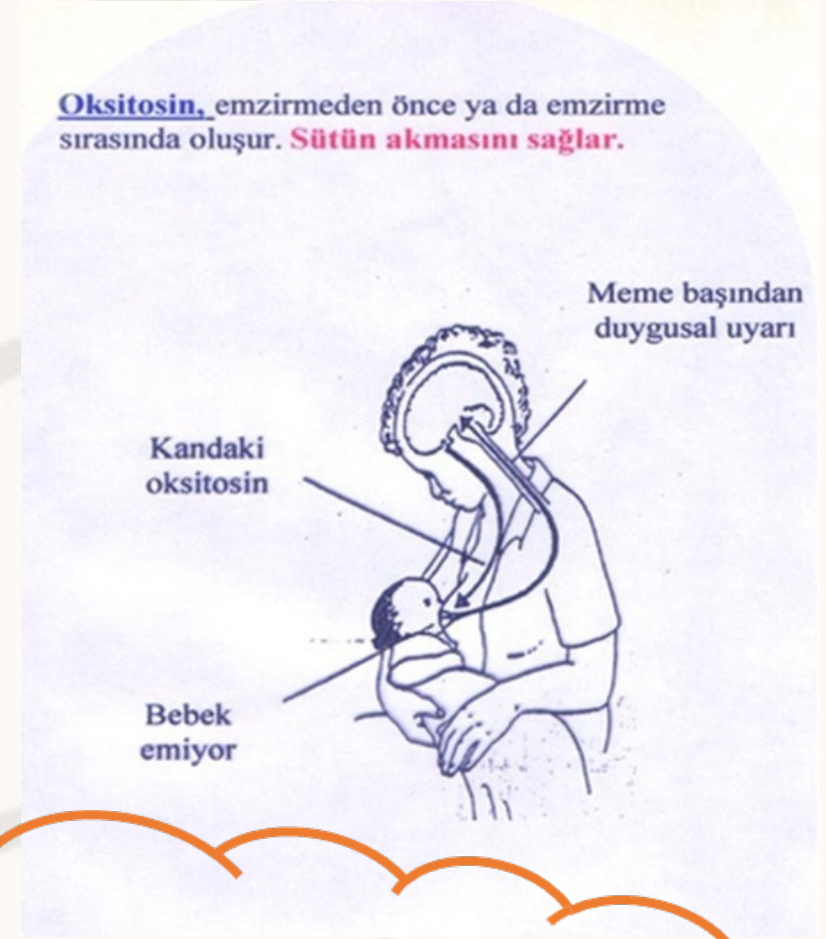 Oksitosin, emzirmeden önce ya da emzirme
sırasında oluşur. Sütün akmasını sağlar.
Meme başından
duygusal uyarı
Kandaki
oksitosin
Bebek
emiyor